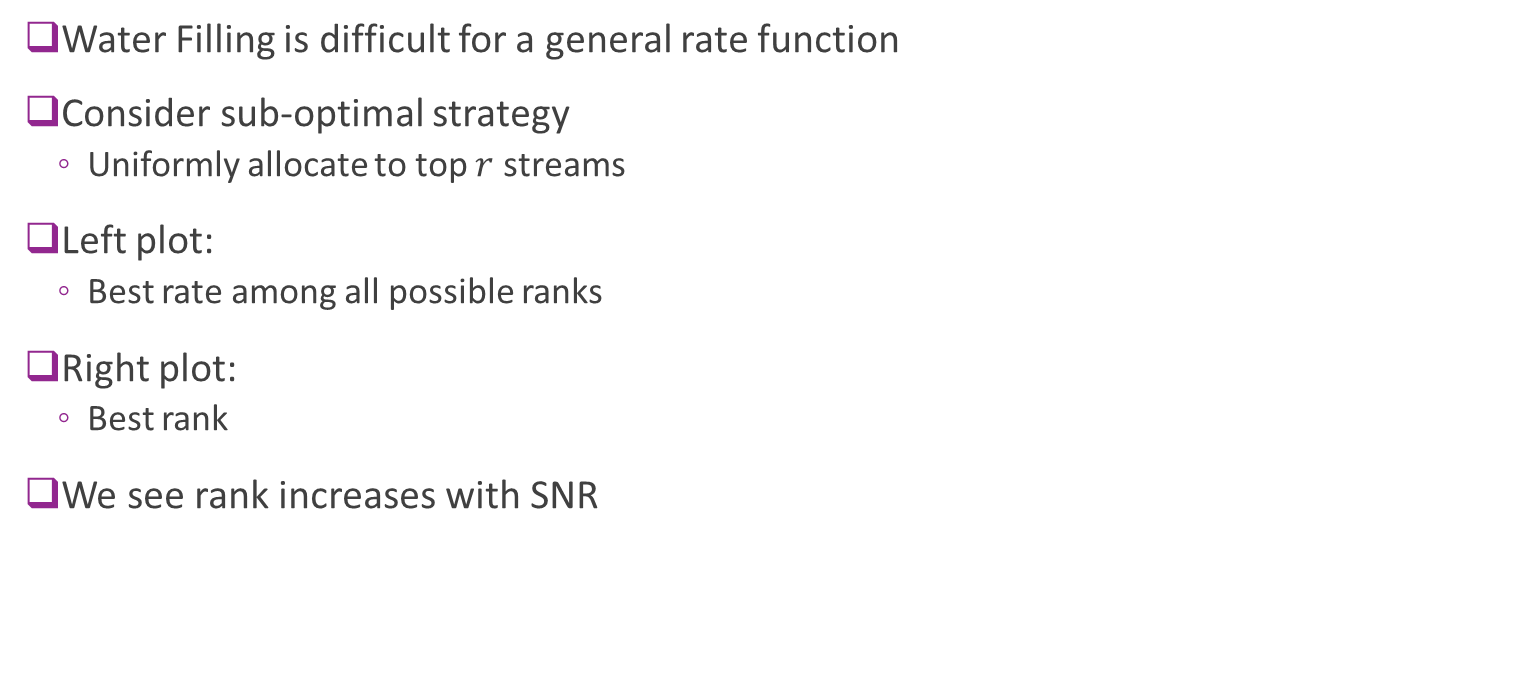 ❑Water Filling is difficult for a general rate function
❑Consider sub-optimal strategy
◦ Uniformly allocate to top 𝑟 streams
❑Left plot:
◦ Best rate among all possible ranks
❑Right plot:
◦ Best rank
❑We see rank increases with SNR